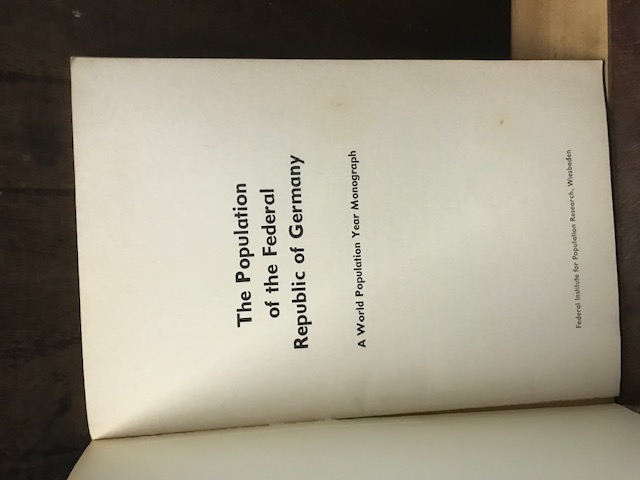 The Population
of the Federal
Republic of Germany
A World Population Year Monograph
Federal Institute for Population Research, Wiesbaden